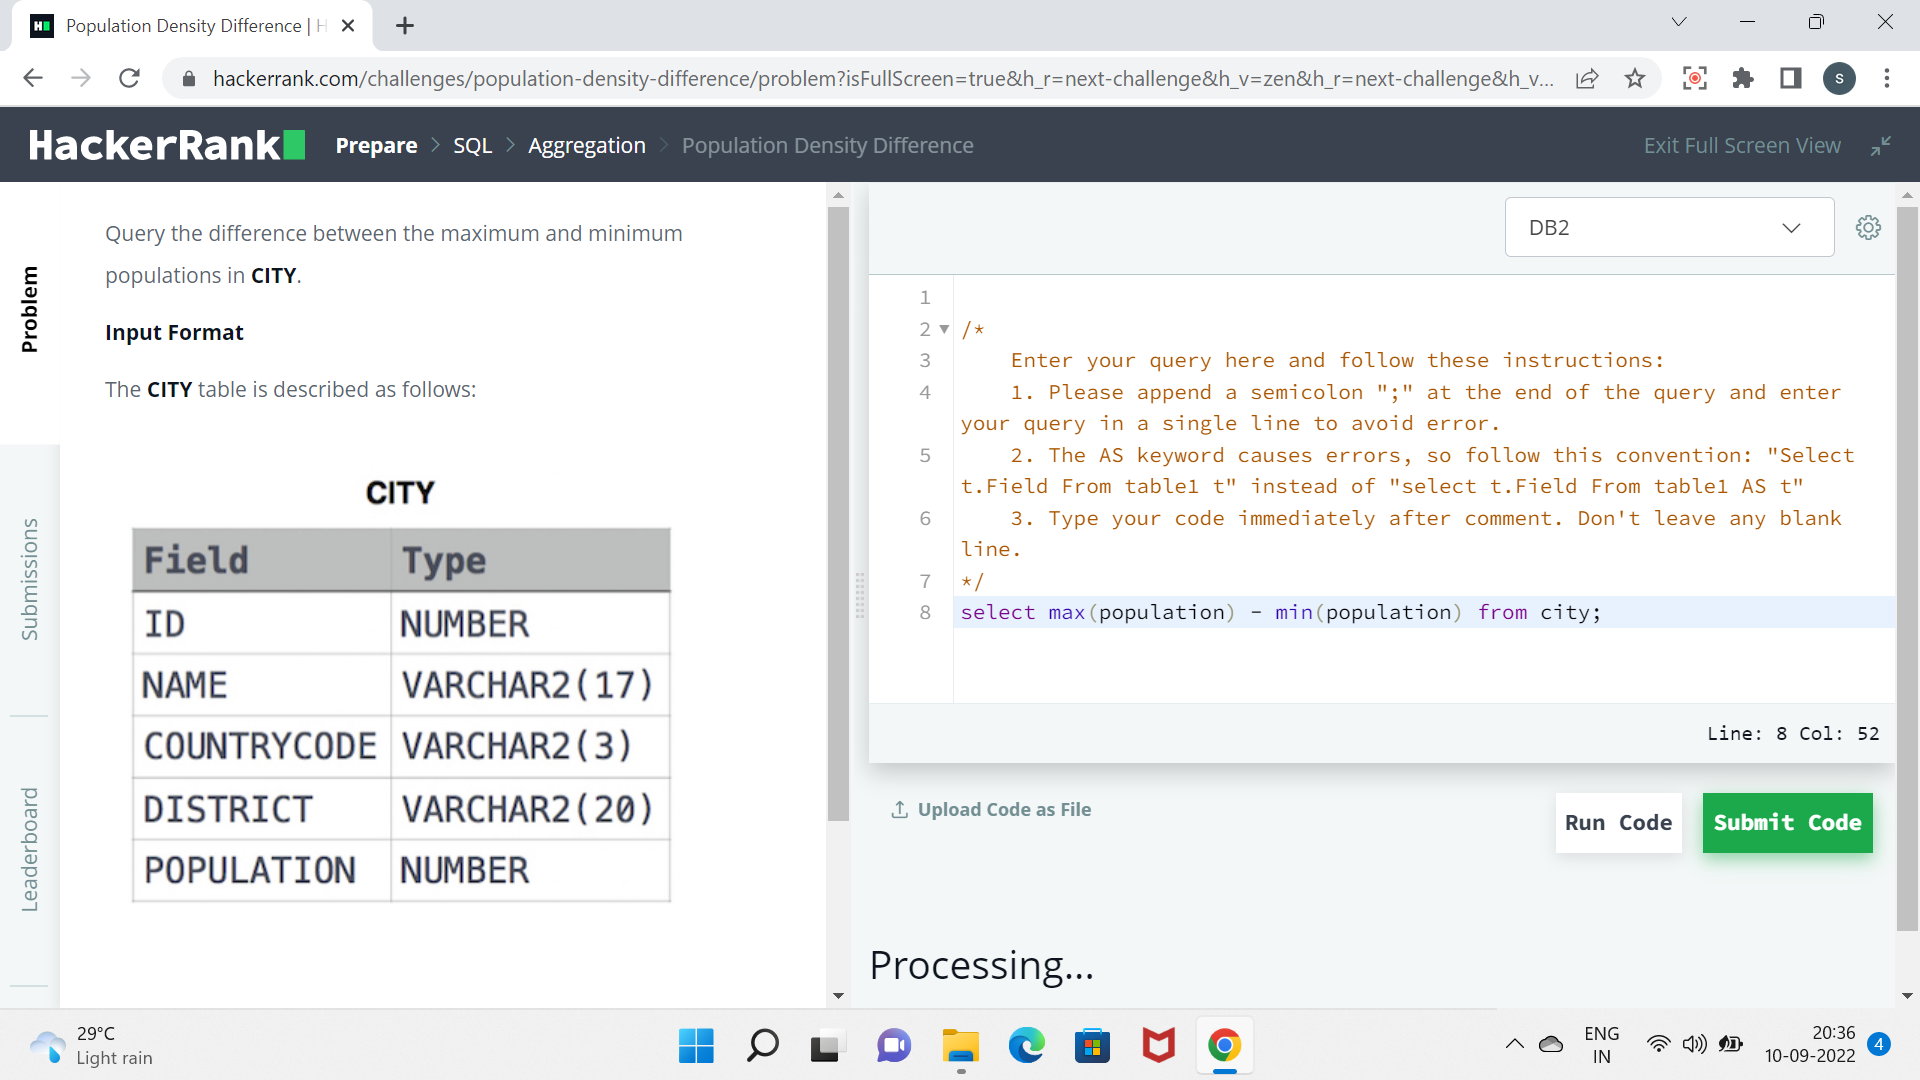 Population Density Difference | H
hackerrank.com/challenges/population-density-difference/problem?isFullScreen=true&h_r=next-challenge&h_v=zen&h_r=next-challenge&h_v...
S
HackerRank
Prepare > SQL > Aggregation > Population Density Difference
Exit Full Screen View
Problem
Submissions
Leaderboard
Query the difference between the maximum and minimum
populations in CITY.
Input Format
The CITY table is described as follows:
CITY
Field Type
ID NUMBER
NAME VARCHAR2(17)
COUNTRYCODE VARCHAR2(3)
DISTRICT VARCHAR2(20)
POPULATION NUMBER
DB2
1
2 /*
3 Enter your query here and follow these instructions:
4 1. Please append a semicolon ";" at the end of the query and enter
your query in a single line to avoid error.
5 2. The AS keyword causes errors, so follow this convention: "Select
t.Field From table1 t" instead of "select t.Field From table1 AS t"
6 3. Type your code immediately after comment. Don't leave any blank
line.
7 */
8 select max(population) - min(population) from city;
Line: 8 Col: 52
Upload Code as File
Run Code
Submit Code
Processing...
29°C
Light rain
ENG
IN
20:36
10-09-2022
4